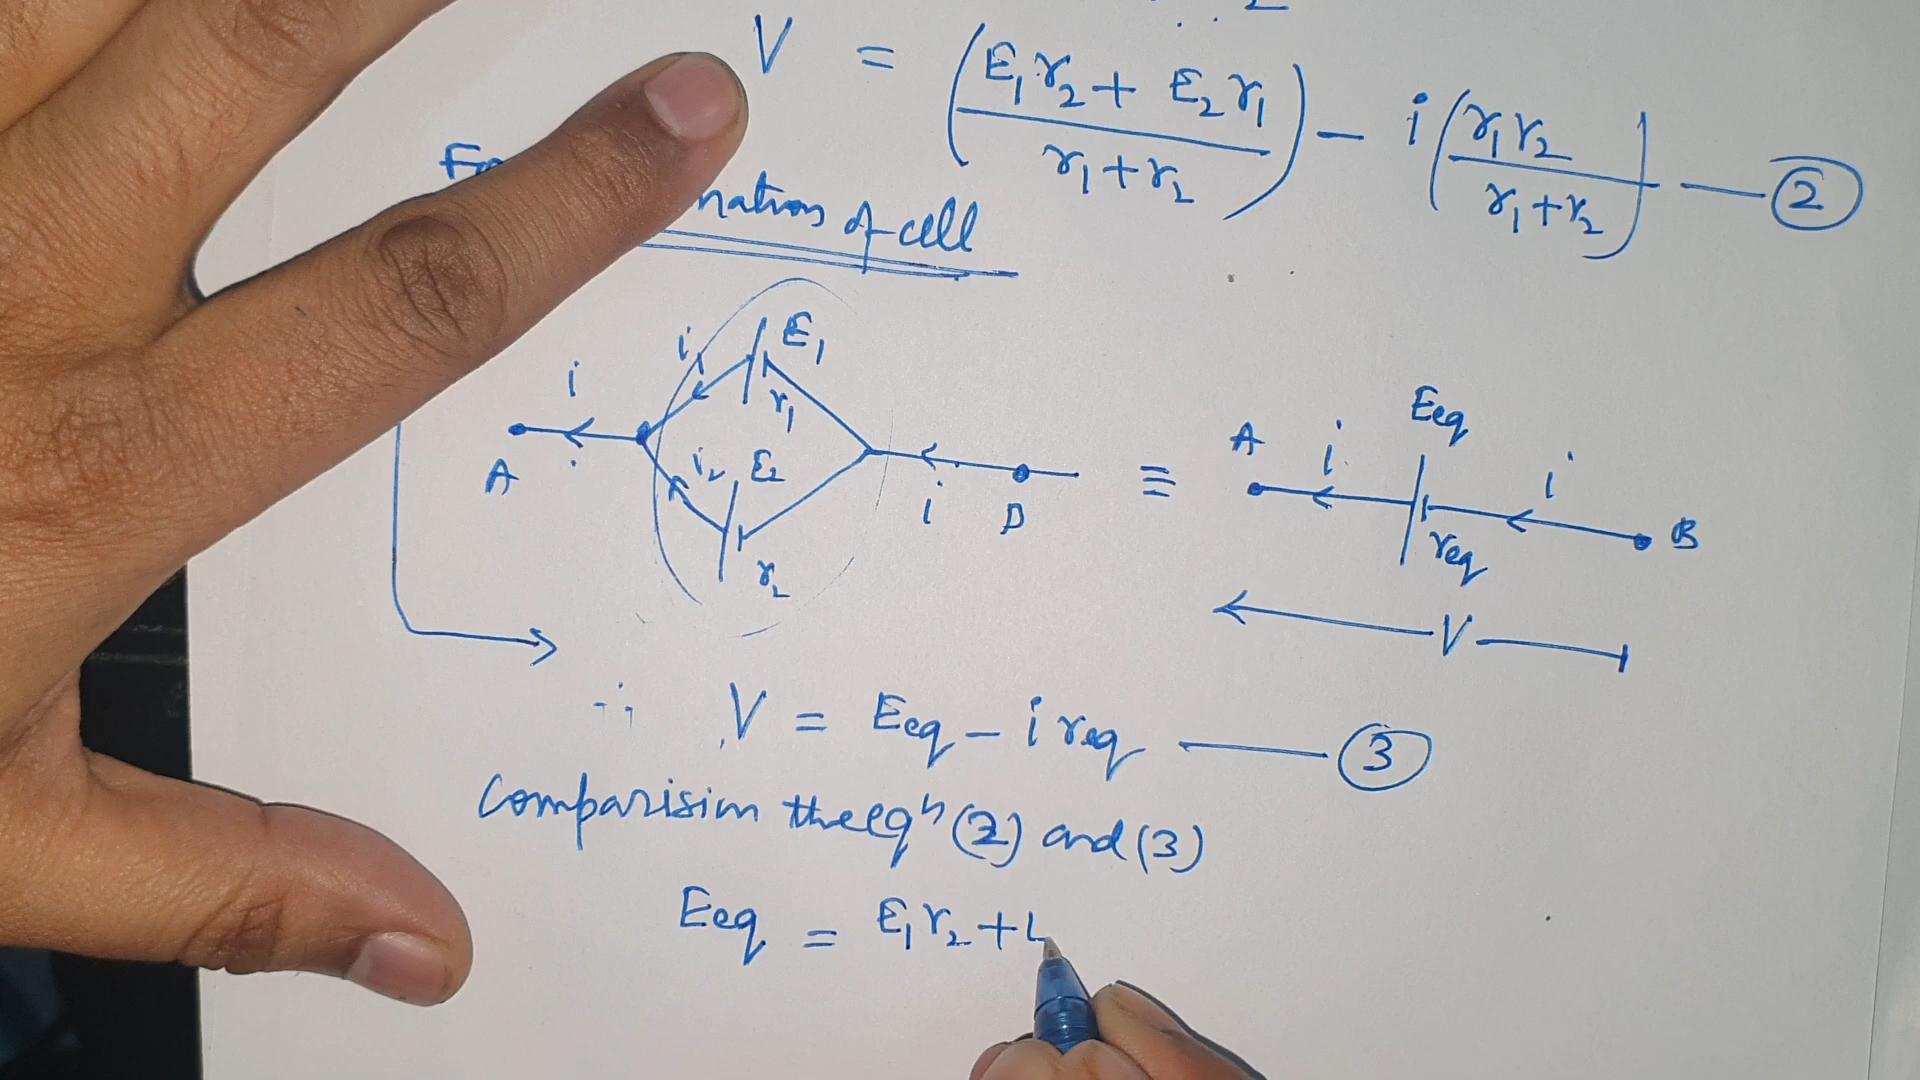 V = (E₁r₂ + E₂r₁ / r₁+r₂) − i (r₁r₂ / r₁+r₂) — ②
of cell
E₁
i i₁ r₁
A i₂ E₂ i D
r₂
≡
Eeq
A i i B
req
V
∴ V = Eeq − i req — ③
Comparisim the eqⁿ (2) and (3)
Eeq = E₁r₂ +